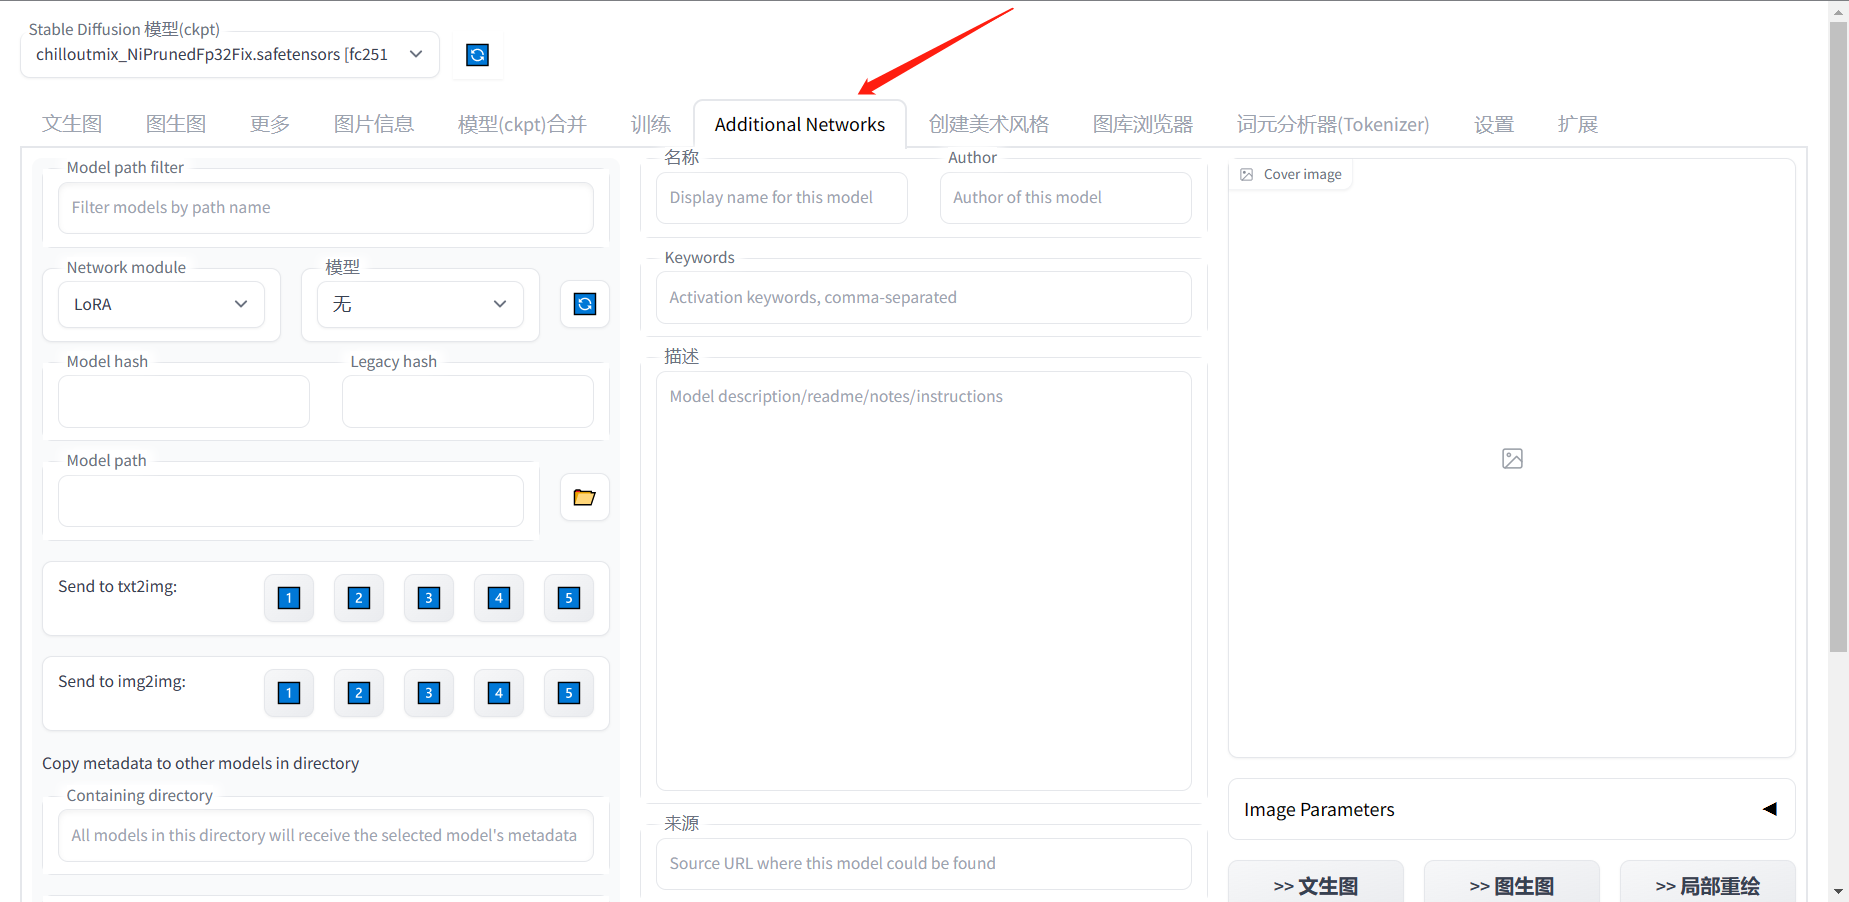 Stable Diffusion 模型(ckpt)
chilloutmix_NiPrunedFp32Fix.safetensors [fc251
文生图 图生图 更多 图片信息 模型(ckpt)合并 训练 Additional Networks 创建美术风格 图库浏览器 词元分析器(Tokenizer) 设置 扩展
Model path filter
Filter models by path name
Network module 模型
LoRA 无
Model hash Legacy hash
Model path
Send to txt2img: 1 2 3 4 5
Send to img2img: 1 2 3 4 5
Copy metadata to other models in directory
Containing directory
All models in this directory will receive the selected model's metadata
名称 Author
Display name for this model Author of this model
Keywords
Activation keywords, comma-separated
描述
Model description/readme/notes/instructions
来源
Source URL where this model could be found
Cover image
Image Parameters
>> 文生图 >> 图生图 >> 局部重绘